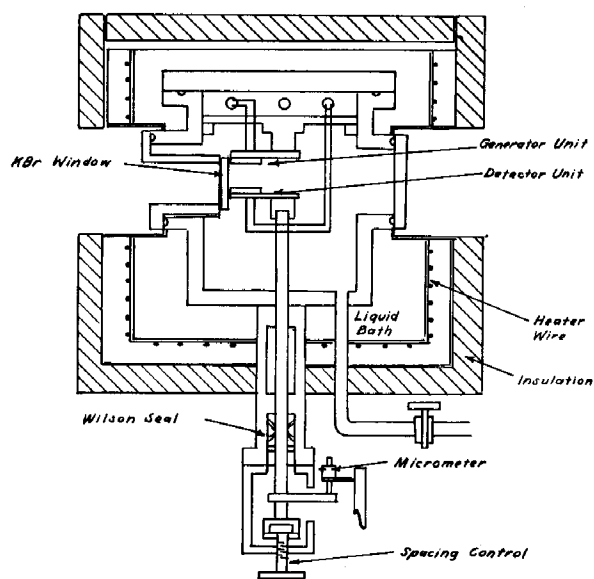 KBr Window
Generator Unit
Detector Unit
Liquid
Bath
Heater
Wire
Insulation
Wilson Seal
Micrometer
Spacing Control